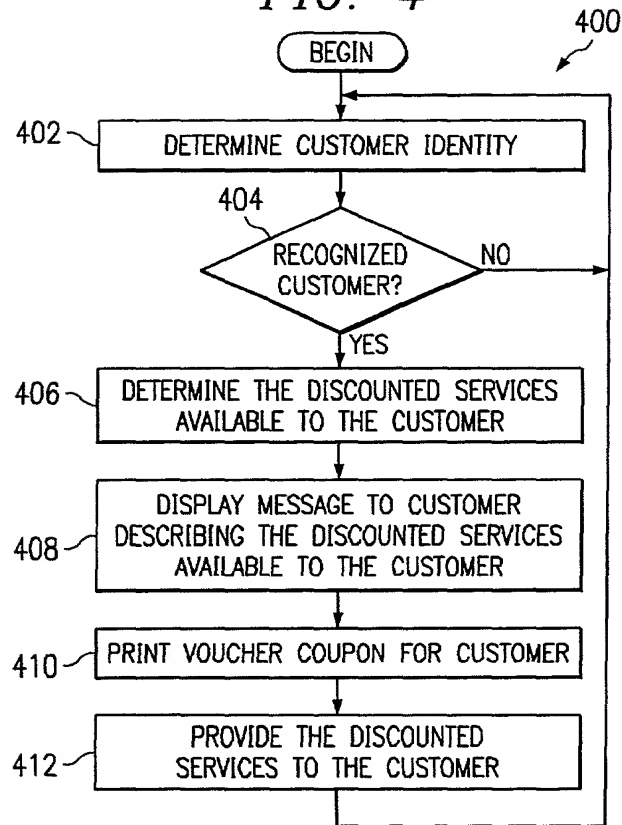 FIG. 4
400
BEGIN
402
DETERMINE CUSTOMER IDENTITY
404
RECOGNIZED
CUSTOMER?
NO
YES
406
DETERMINE THE DISCOUNTED SERVICES
AVAILABLE TO THE CUSTOMER
408
DISPLAY MESSAGE TO CUSTOMER
DESCRIBING THE DISCOUNTED SERVICES
AVAILABLE TO THE CUSTOMER
410
PRINT VOUCHER COUPON FOR CUSTOMER
412
PROVIDE THE DISCOUNTED
SERVICES TO THE CUSTOMER